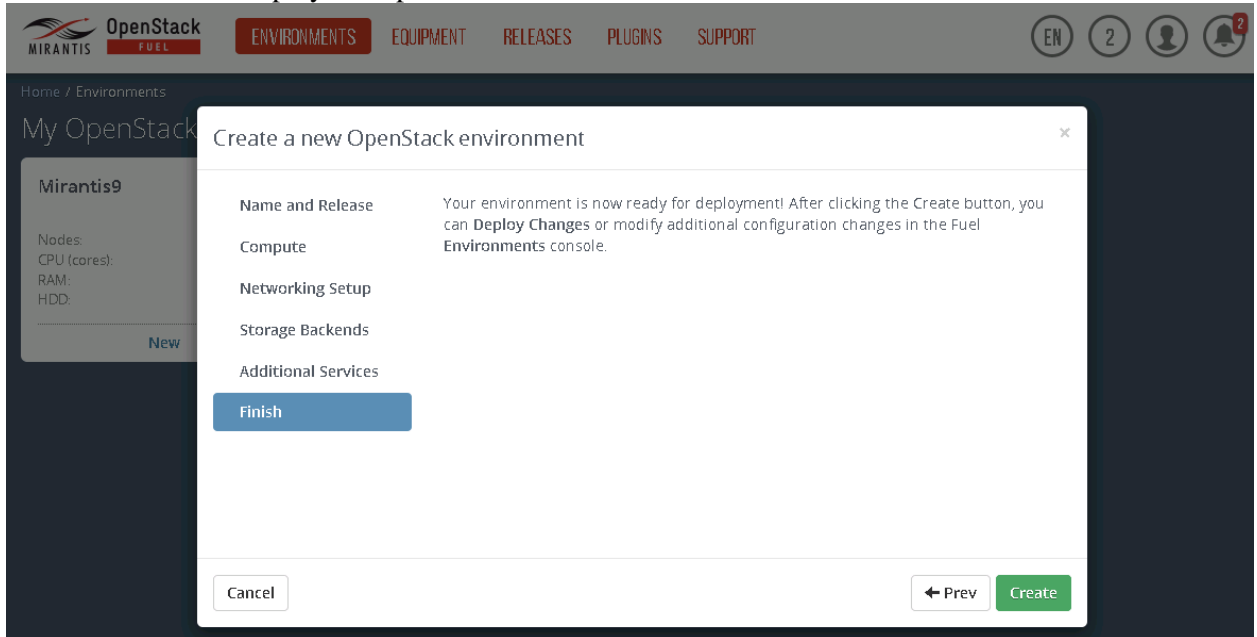 OpenStack
MIRANTIS FUEL
ENVIRONMENTS EQUIPMENT RELEASES PLUGINS SUPPORT
EN 2 2
Home / Environments
My OpenStack
Create a new OpenStack environment ×
Mirantis9
Nodes:
CPU (cores):
RAM:
HDD:
New
Name and Release
Compute
Networking Setup
Storage Backends
Additional Services
Finish
Your environment is now ready for deployment! After clicking the Create button, you
can Deploy Changes or modify additional configuration changes in the Fuel
Environments console.
Cancel
Prev
Create